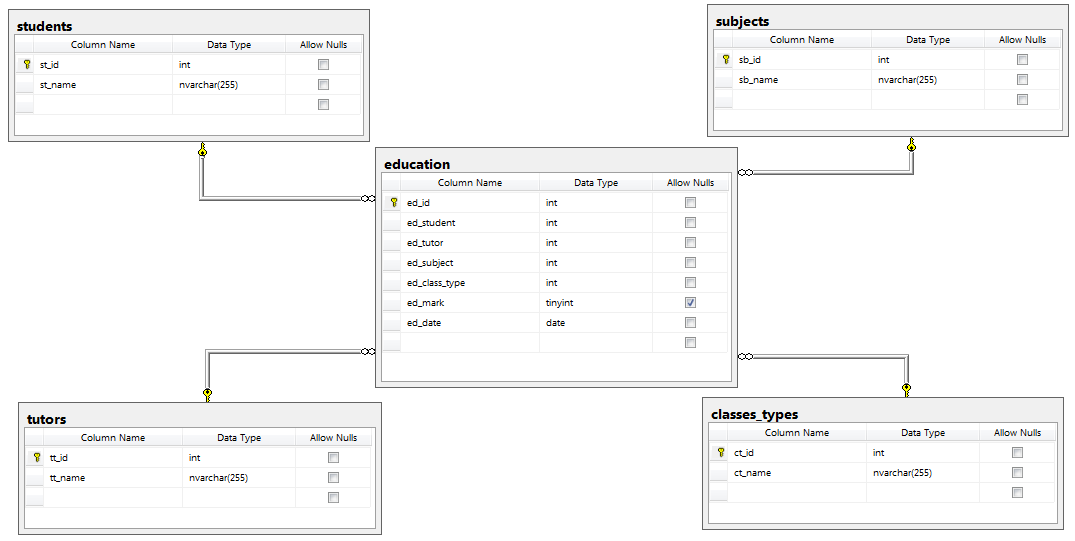 students
Column Name Data Type Allow Nulls
st_id int
st_name nvarchar(255)
subjects
Column Name Data Type Allow Nulls
sb_id int
sb_name nvarchar(255)
education
Column Name Data Type Allow Nulls
ed_id int
ed_student int
ed_tutor int
ed_subject int
ed_class_type int
ed_mark tinyint
ed_date date
tutors
Column Name Data Type Allow Nulls
tt_id int
tt_name nvarchar(255)
classes_types
Column Name Data Type Allow Nulls
ct_id int
ct_name nvarchar(255)